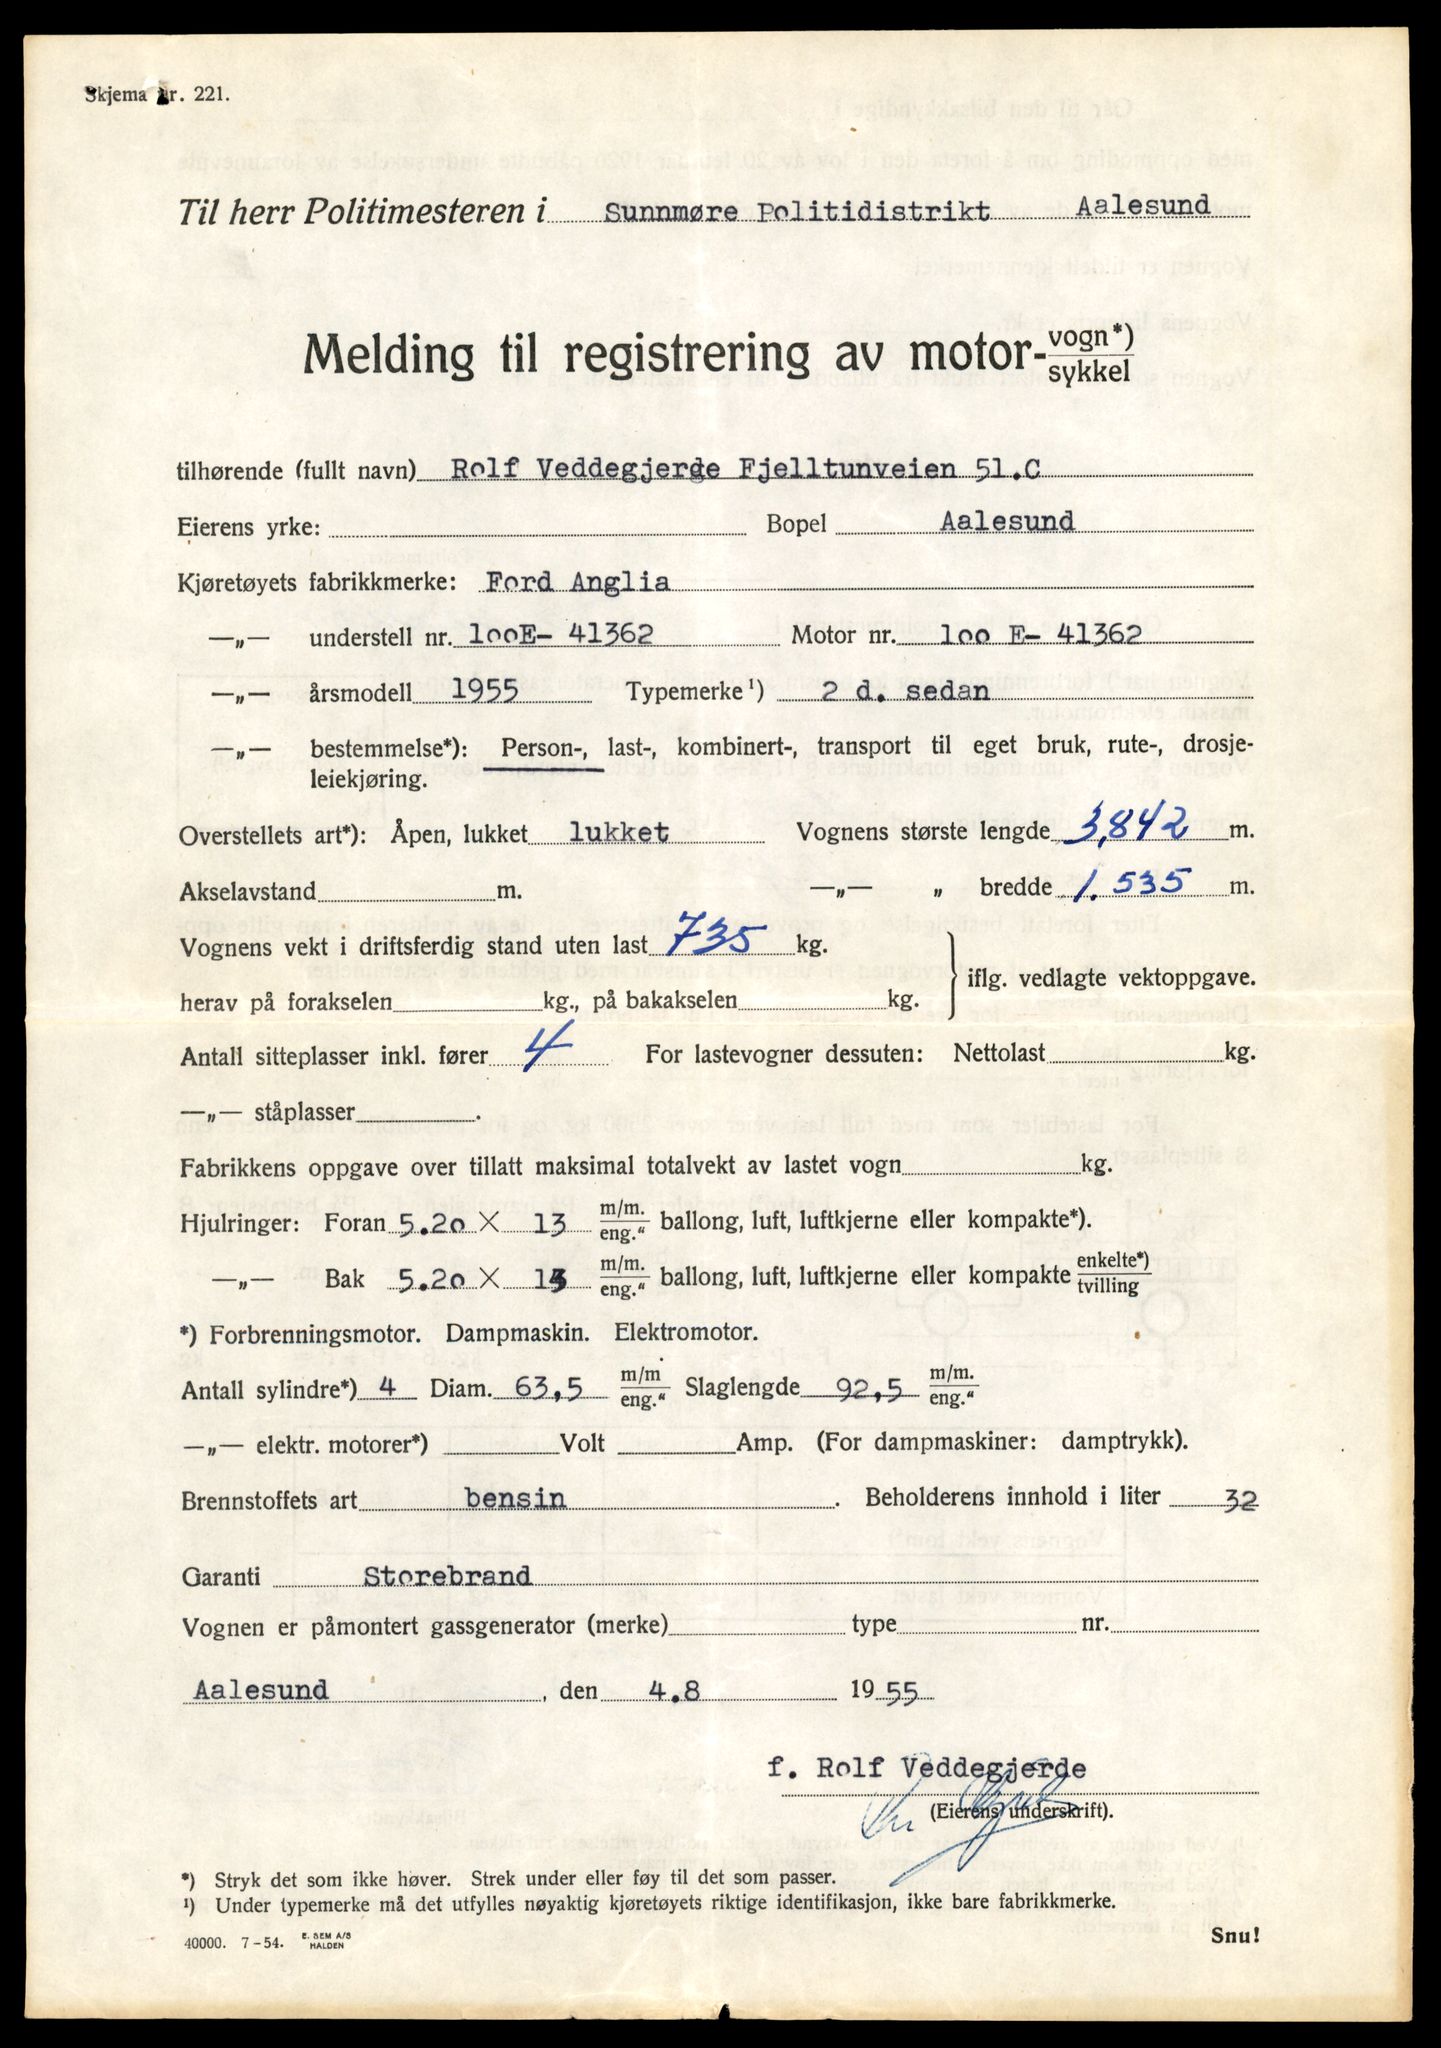 Skjema nr. 221.
Til herr Politimesteren i Sunnmøre Politidistrikt Aalesund
Melding til registrering av motor-vogn*)
sykkel
tilhørende (fullt navn) Rolf Veddegjerde Fjelltunveien 51.C
Eierens yrke: Bopel Aalesund
Kjøretøyets fabrikkmerke: Ford Anglia
—„— understell nr. looE- 41362 Motor nr. loo E- 41362
—„— årsmodell 1955 Typemerke¹) 2 d. sedan
—„— bestemmelse*): Person-, last-, kombinert-, transport til eget bruk, rute-, drosje-
leiekjøring.
Overstellets art*): Åpen, lukket lukket Vognens største lengde 3,842 m.
Akselavstand m. —„— „ bredde 1.535 m.
Vognens vekt i driftsferdig stand uten last 735 kg.
iflg. vedlagte vektoppgave.
herav på forakselen kg., på bakakselen kg.
Antall sitteplasser inkl. fører 4 For lastevogner dessuten: Nettolast kg.
—„— ståplasser .
Fabrikkens oppgave over tillatt maksimal totalvekt av lastet vogn kg.
Hjulringer: Foran 5.2o × 13 m/m. eng.“ ballong, luft, luftkjerne eller kompakte*).
—„— Bak 5.2o × 13 m/m. eng.“ ballong, luft, luftkjerne eller kompakte enkelte*) tvilling
*) Forbrenningsmotor. Dampmaskin. Elektromotor.
Antall sylindre*) 4 Diam. 63,5 m/m eng.“ Slaglengde 92,5 m/m. eng.“
—„— elektr. motorer*) Volt Amp. (For dampmaskiner: damptrykk).
Brennstoffets art bensin . Beholderens innhold i liter 32
Garanti Storebrand
Vognen er påmontert gassgenerator (merke) type nr.
Aalesund , den 4.8 19 55
f. Rolf Veddegjerde
(Eierens underskrift).
*) Stryk det som ikke høver. Strek under eller føy til det som passer.
¹) Under typemerke må det utfylles nøyaktig kjøretøyets riktige identifikasjon, ikke bare fabrikkmerke.
40000. 7-54. E. SEM A/S HALDEN
Snu!